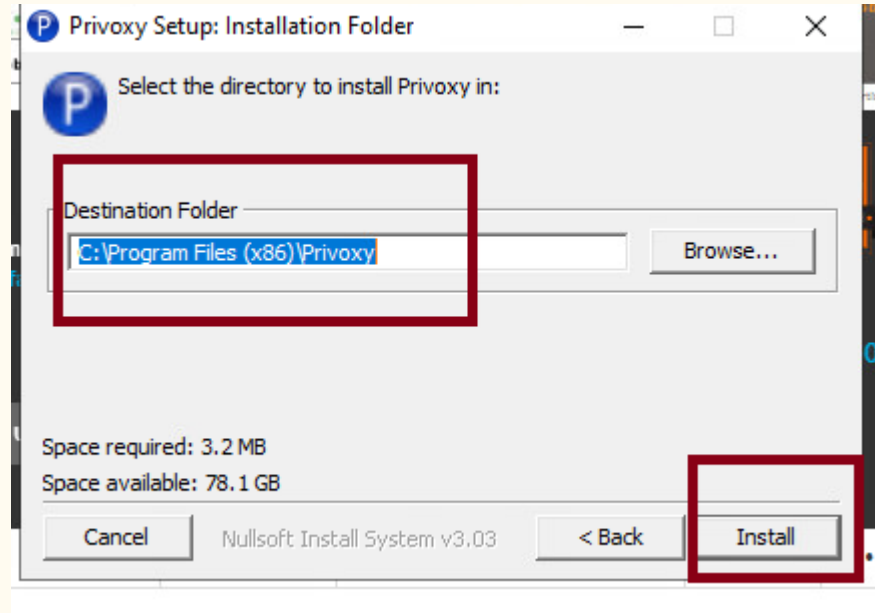 Privoxy Setup: Installation Folder
Select the directory to install Privoxy in:
Destination Folder
C:\Program Files (x86)\Privoxy
Browse...
Space required: 3.2 MB
Space available: 78.1 GB
Cancel
Nullsoft Install System v3.03
< Back
Install